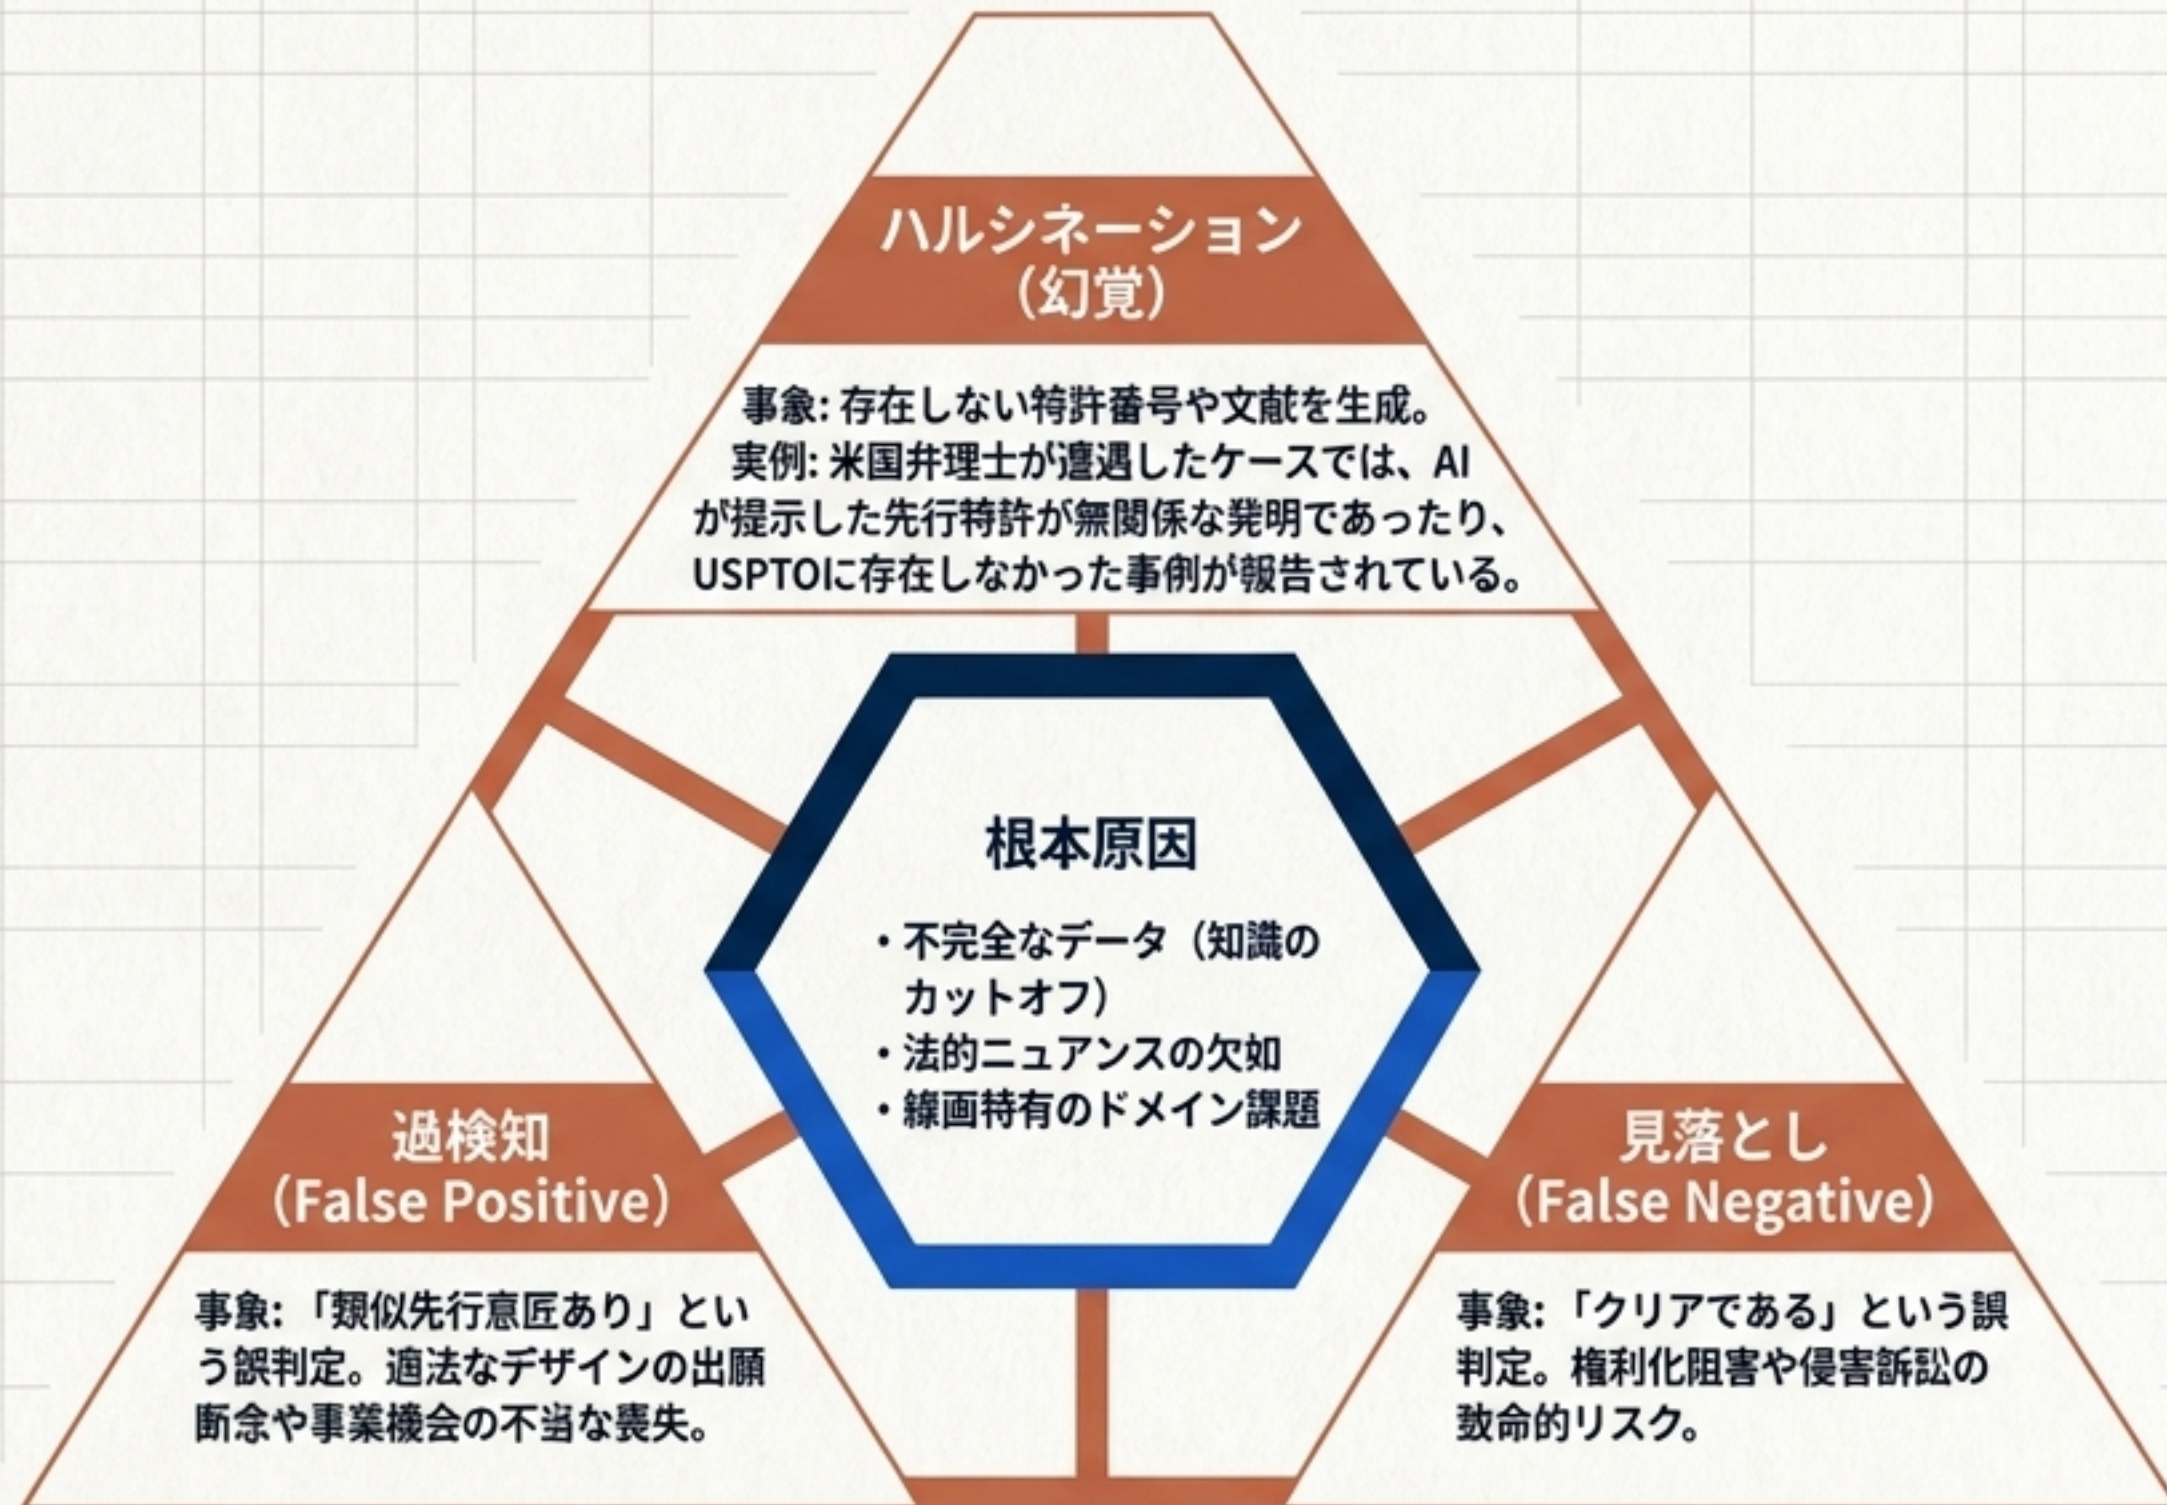 ハルシネーション
（幻覚）
事象: 存在しない特許番号や文献を生成。
実例: 米国弁理士が遭遇したケースでは、AI
が提示した先行特許が無関係な発明であったり、
USPTOに存在しなかった事例が報告されている。
根本原因
・不完全なデータ（知識の
カットオフ）
・法的ニュアンスの欠如
・線画特有のドメイン課題
過検知
（False Positive）
事象: 「類似先行意匠あり」とい
う誤判定。適法なデザインの出願
断念や事業機会の不当な喪失。
見落とし
（False Negative）
事象: 「クリアである」という誤
判定。権利化阻害や侵害訴訟の
致命的リスク。